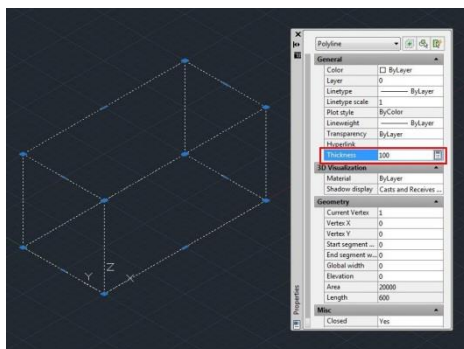 Polyline
General
Color ByLayer
Layer 0
Linetype ByLayer
Linetype scale 1
Plot style ByColor
Lineweight ByLayer
Transparency ByLayer
Hyperlink
Thickness 100
3D Visualization
Material ByLayer
Shadow display Casts and Receives ...
Geometry
Current Vertex 1
Vertex X 0
Vertex Y 0
Start segment ... 0
End segment w... 0
Global width 0
Elevation 0
Area 20000
Length 600
Misc
Closed Yes
Properties
Z
Y X